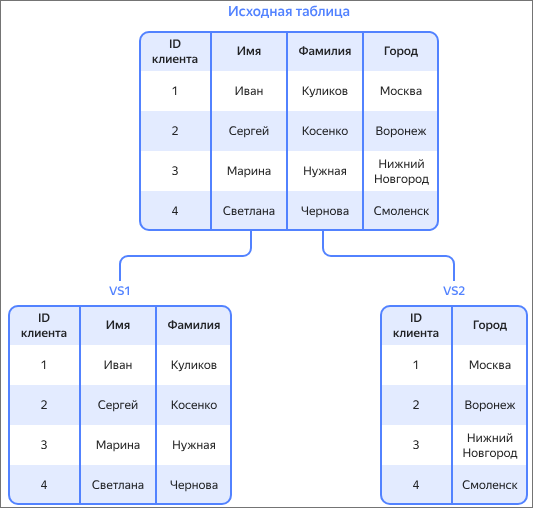 Исходная таблица
ID клиента Имя Фамилия Город
1 Иван Куликов Москва
2 Сергей Косенко Воронеж
3 Марина Нужная Нижний Новгород
4 Светлана Чернова Смоленск
VS1
ID клиента Имя Фамилия
1 Иван Куликов
2 Сергей Косенко
3 Марина Нужная
4 Светлана Чернова
VS2
ID клиента Город
1 Москва
2 Воронеж
3 Нижний Новгород
4 Смоленск